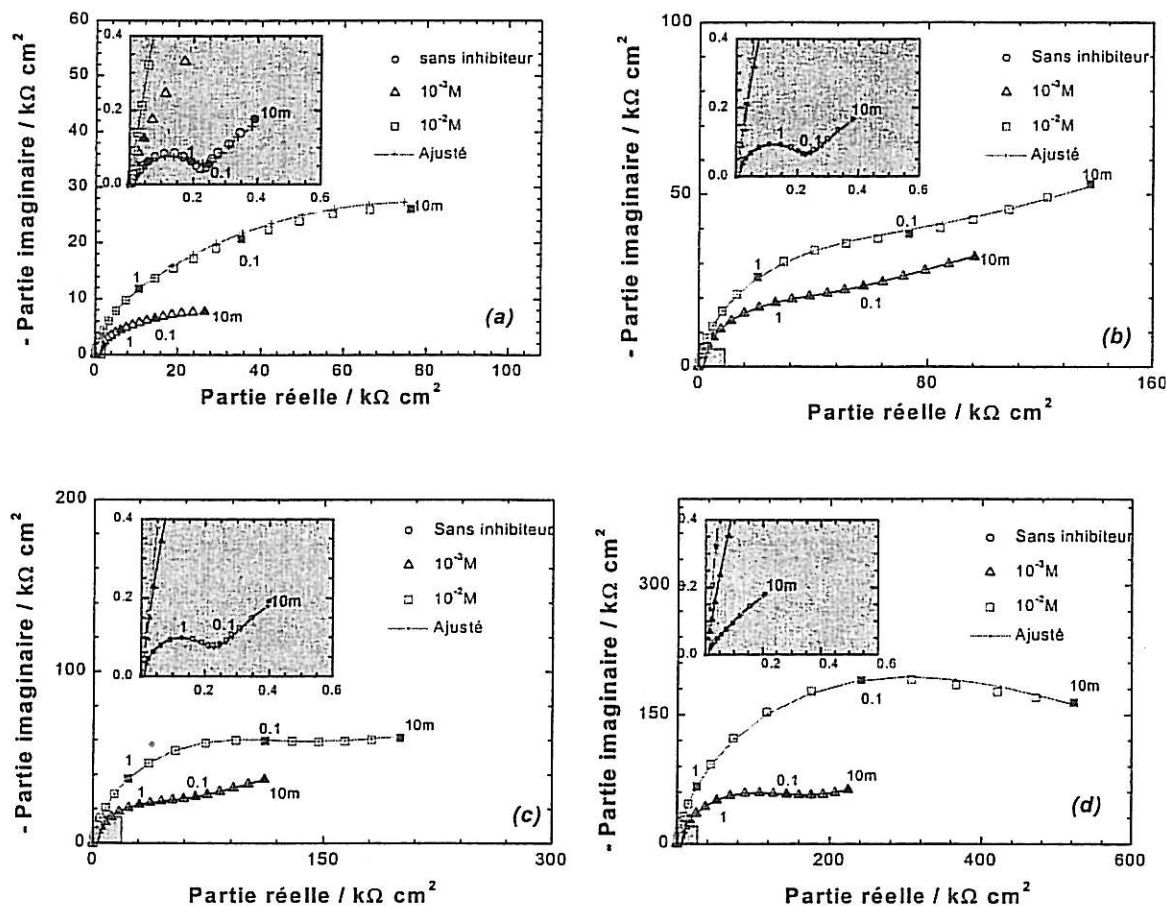 - Partie imaginaire / kΩ cm²
60
50
40
30
20
10
0
0.4
0.2
0.0
0.2
0.4
0.6
1
0.1
10m
sans inhibiteur
10⁻³M
10⁻²M
Ajusté
10m
0.1
1
10m
0.1
1
(a)
0
20
40
60
80
100
Partie réelle / kΩ cm²
- Partie imaginaire / kΩ cm²
100
50
0
0.4
0.2
0.0
0.2
0.4
0.6
1
10m
Sans inhibiteur
10⁻³M
10⁻²M
Ajusté
10m
0.1
1
10m
0.1
1
(b)
0
80
160
Partie réelle / kΩ cm²
- Partie imaginaire / kΩ cm²
200
120
60
0
0.4
0.2
0.0
0.2
0.4
0.6
1
0.1
10m
Sans inhibiteur
10⁻³M
10⁻²M
Ajusté
10m
0.1
1
10m
0.1
1
(c)
0
150
300
Partie réelle / kΩ cm²
- Partie imaginaire / kΩ cm²
300
150
0
0.4
0.2
0.0
0.2
0.4
0.6
10m
Sans inhibiteur
10⁻³M
10⁻²M
Ajusté
10m
0.1
1
10m
0.1
1
(d)
0
200
400
600
Partie réelle / kΩ cm²